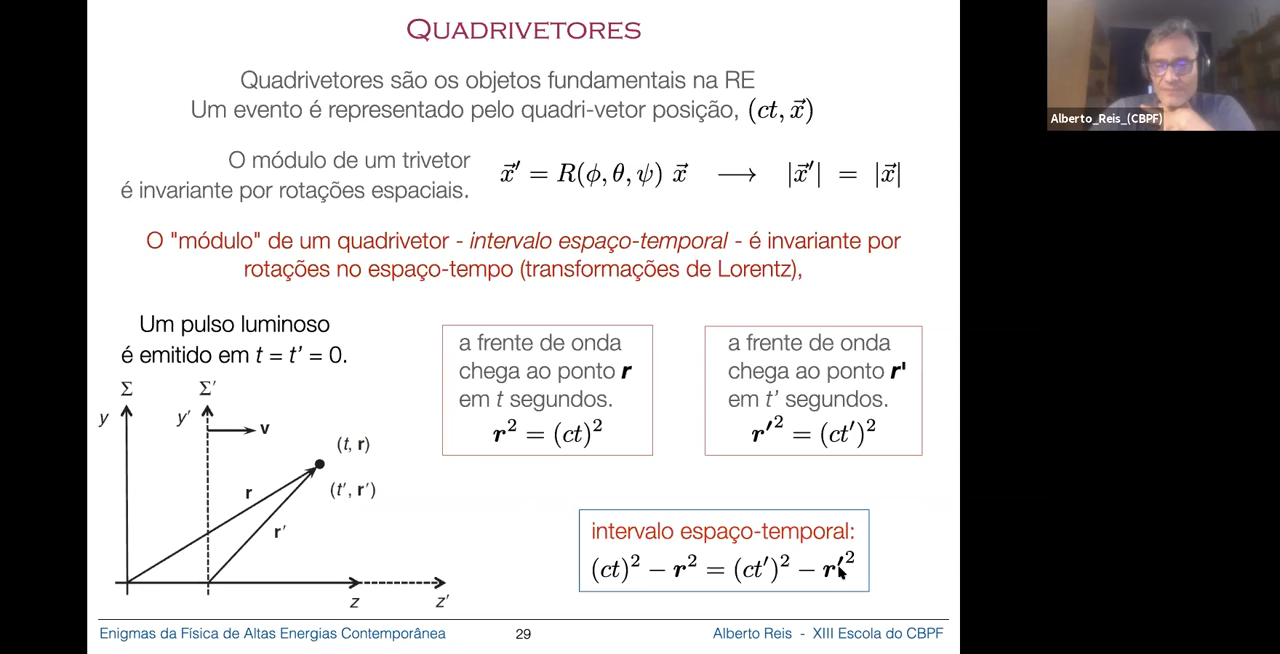 QUADRIVETORES
Quadrivetores são os objetos fundamentais na RE
Um evento é representado pelo quadri-vetor posição, (ct, x⃗)
O módulo de um trivetor
é invariante por rotações espaciais.
x⃗′ = R(ϕ, θ, ψ) x⃗ ⟶ |x⃗′| = |x⃗|
O "módulo" de um quadrivetor - intervalo espaço-temporal - é invariante por
rotações no espaço-tempo (transformações de Lorentz),
Um pulso luminoso
é emitido em t = t' = 0.
Σ
Σ′
y
y′
v
(t, r)
(t′, r′)
r
r′
z
z′
a frente de onda
chega ao ponto r
em t segundos.
r² = (ct)²
a frente de onda
chega ao ponto r'
em t' segundos.
r′² = (ct′)²
intervalo espaço-temporal:
(ct)² − r² = (ct′)² − r′²
Enigmas da Física de Altas Energias Contemporânea
29
Alberto Reis - XIII Escola do CBPF
Alberto_Reis_(CBPF)